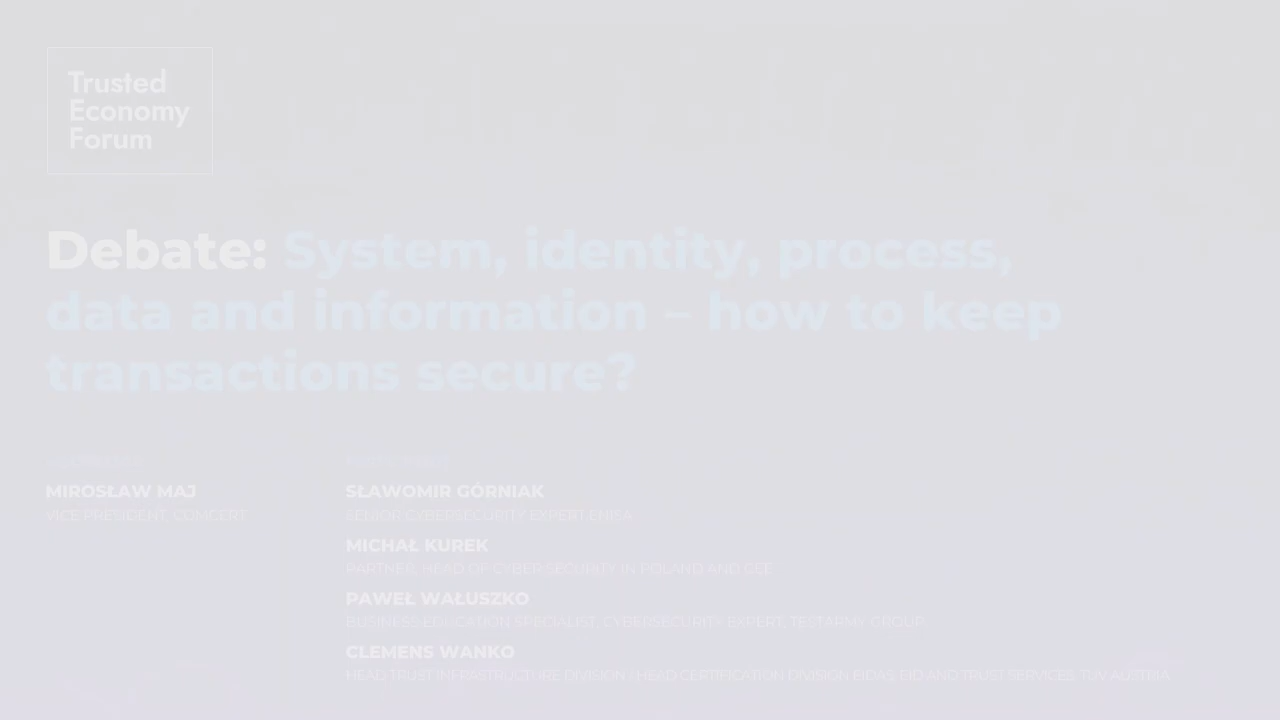 Trusted
Economy
Forum
Debate: System, identity, process,
data and information – how to keep
transactions secure?
MIROSŁAW MAJ
VICE PRESIDENT, COMCERT
SŁAWOMIR GÓRNIAK
SENIOR CYBERSECURITY EXPERT, ENISA
MICHAŁ KUREK
PARTNER, HEAD OF CYBER SECURITY IN POLAND AND CEE
PAWEŁ WAŁUSZKO
BUSINESS EDUCATION SPECIALIST, CYBERSECURITY EXPERT, TESTARMY GROUP
CLEMENS WANKO
HEAD TRUST INFRASTRUCTURE DIVISION HEAD CERTIFICATION DIVISION EIDAS, EID AND TRUST SERVICES, TÜV AUSTRIA